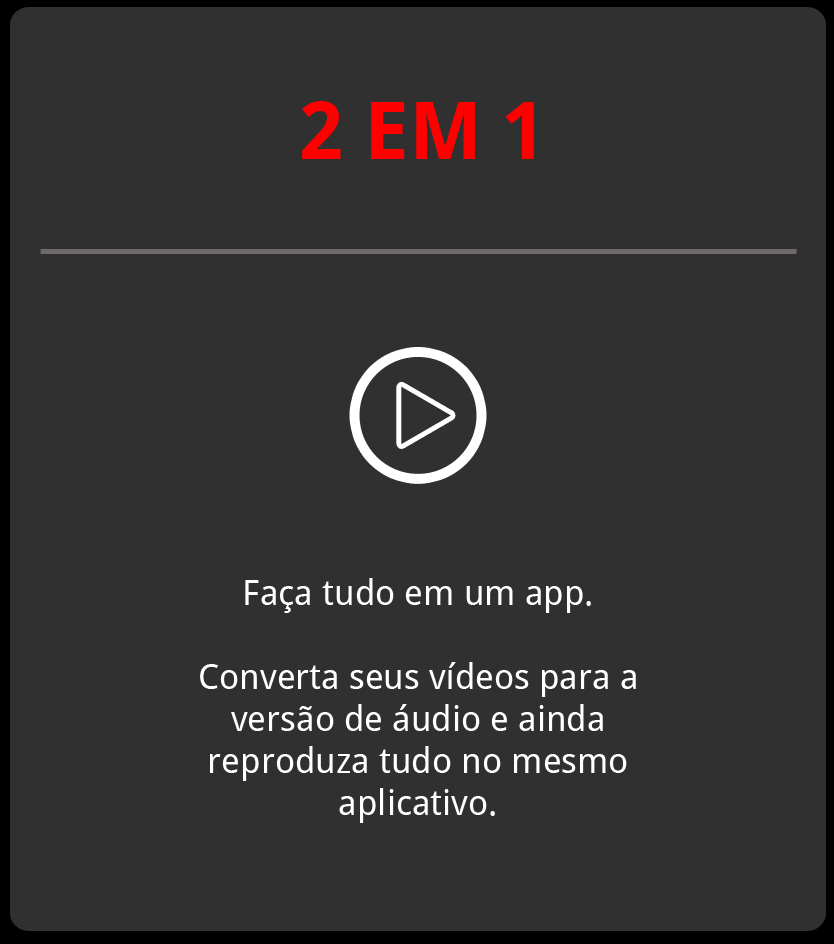 2 EM 1
Faça tudo em um app.
Converta seus vídeos para a
versão de áudio e ainda
reproduza tudo no mesmo
aplicativo.